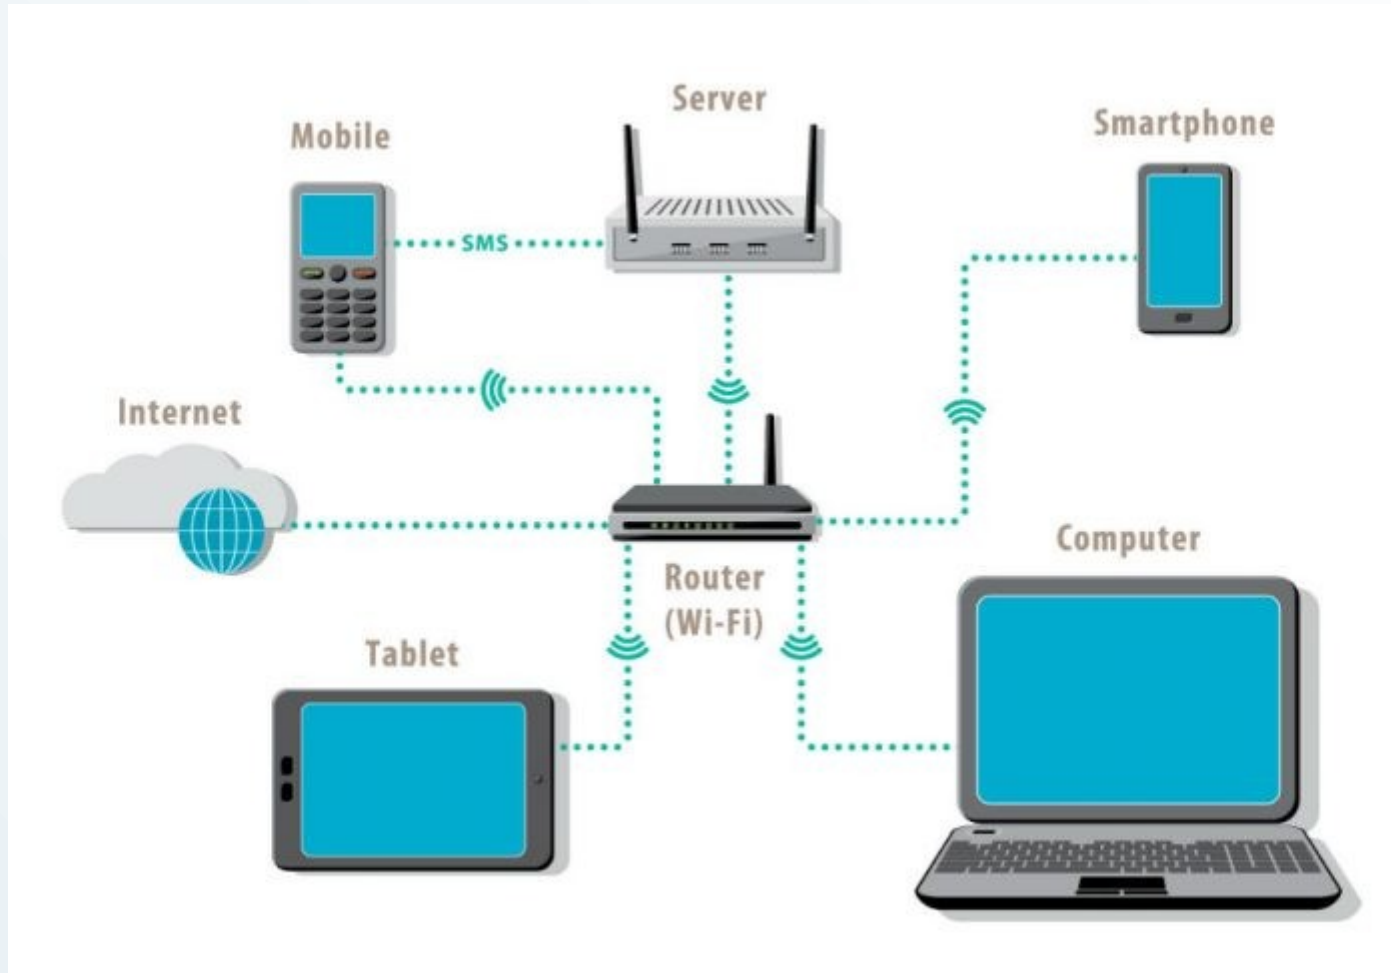 Server
Smartphone
Mobile
SMS
Internet
Computer
Router
(Wi-Fi)
Tablet